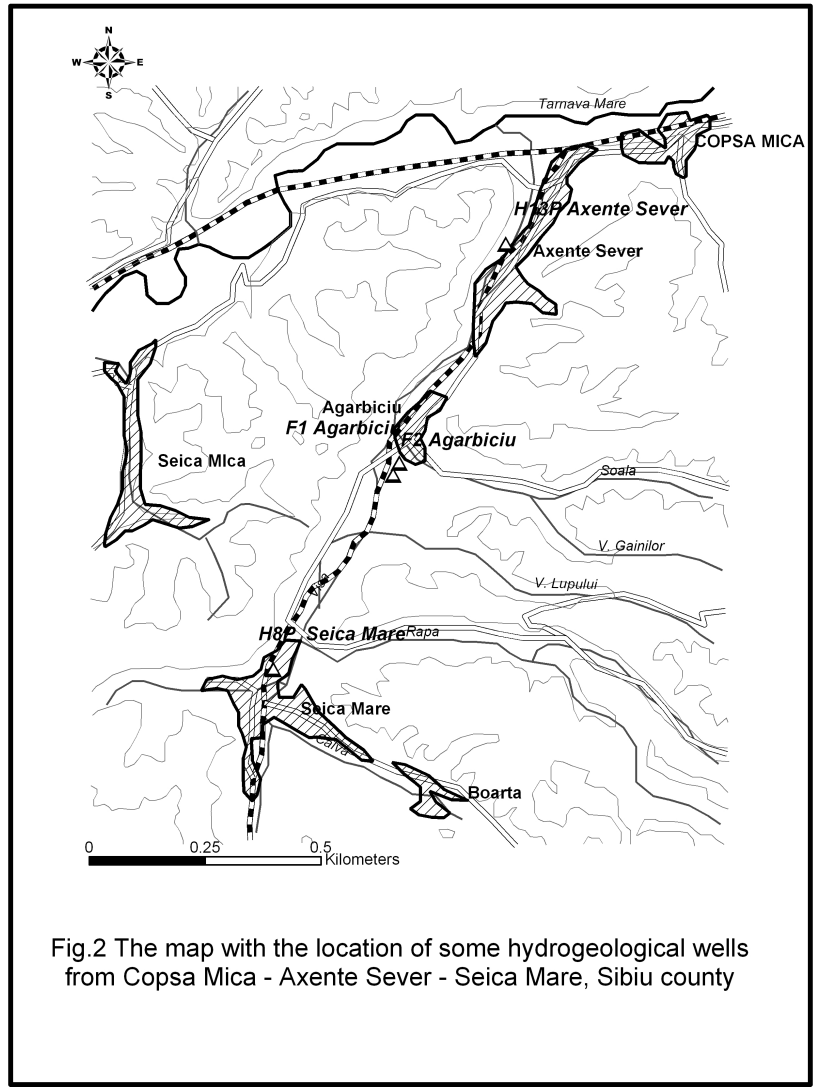 N
W E
S
Tarnava Mare
COPSA MICA
H13P Axente Sever
Axente Sever
Agarbiciu
F1 Agarbiciu
F2 Agarbiciu
Seica MIca
Soala
V. Gainilor
V. Lupului
H8P Seica Mare
Rapa
Seica Mare
Calva
Boarta
0 0.25 0.5
Kilometers
Fig.2 The map with the location of some hydrogeological wells
from Copsa Mica - Axente Sever - Seica Mare, Sibiu county